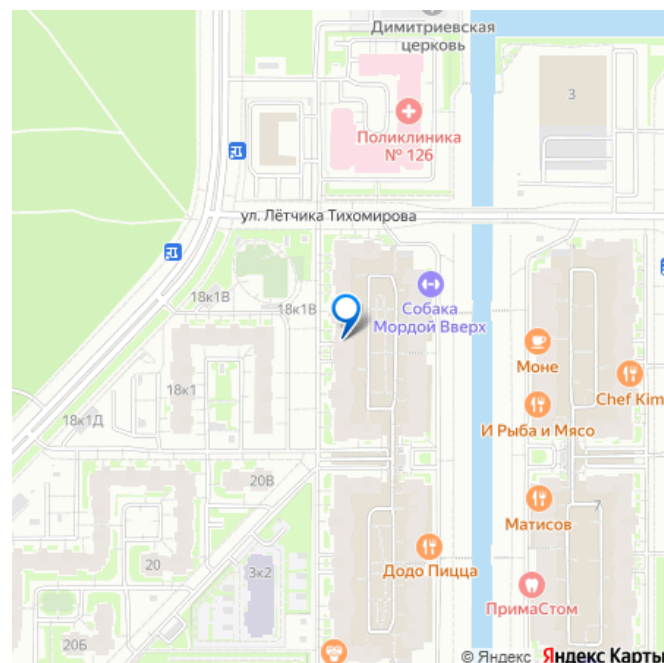 Димитриевская
церковь
3
Поликлиника
№ 126
ул. Лётчика Тихомирова
18к1В
18к1В
Собака
Мордой Вверх
Моне
18к1
Chef Kim
18к1Д
И Рыба и Мясо
20В
Матисов
7
20
3к2
Додо Пицца
ПримаСтом
20Б
© Яндекс Яндекс Карты